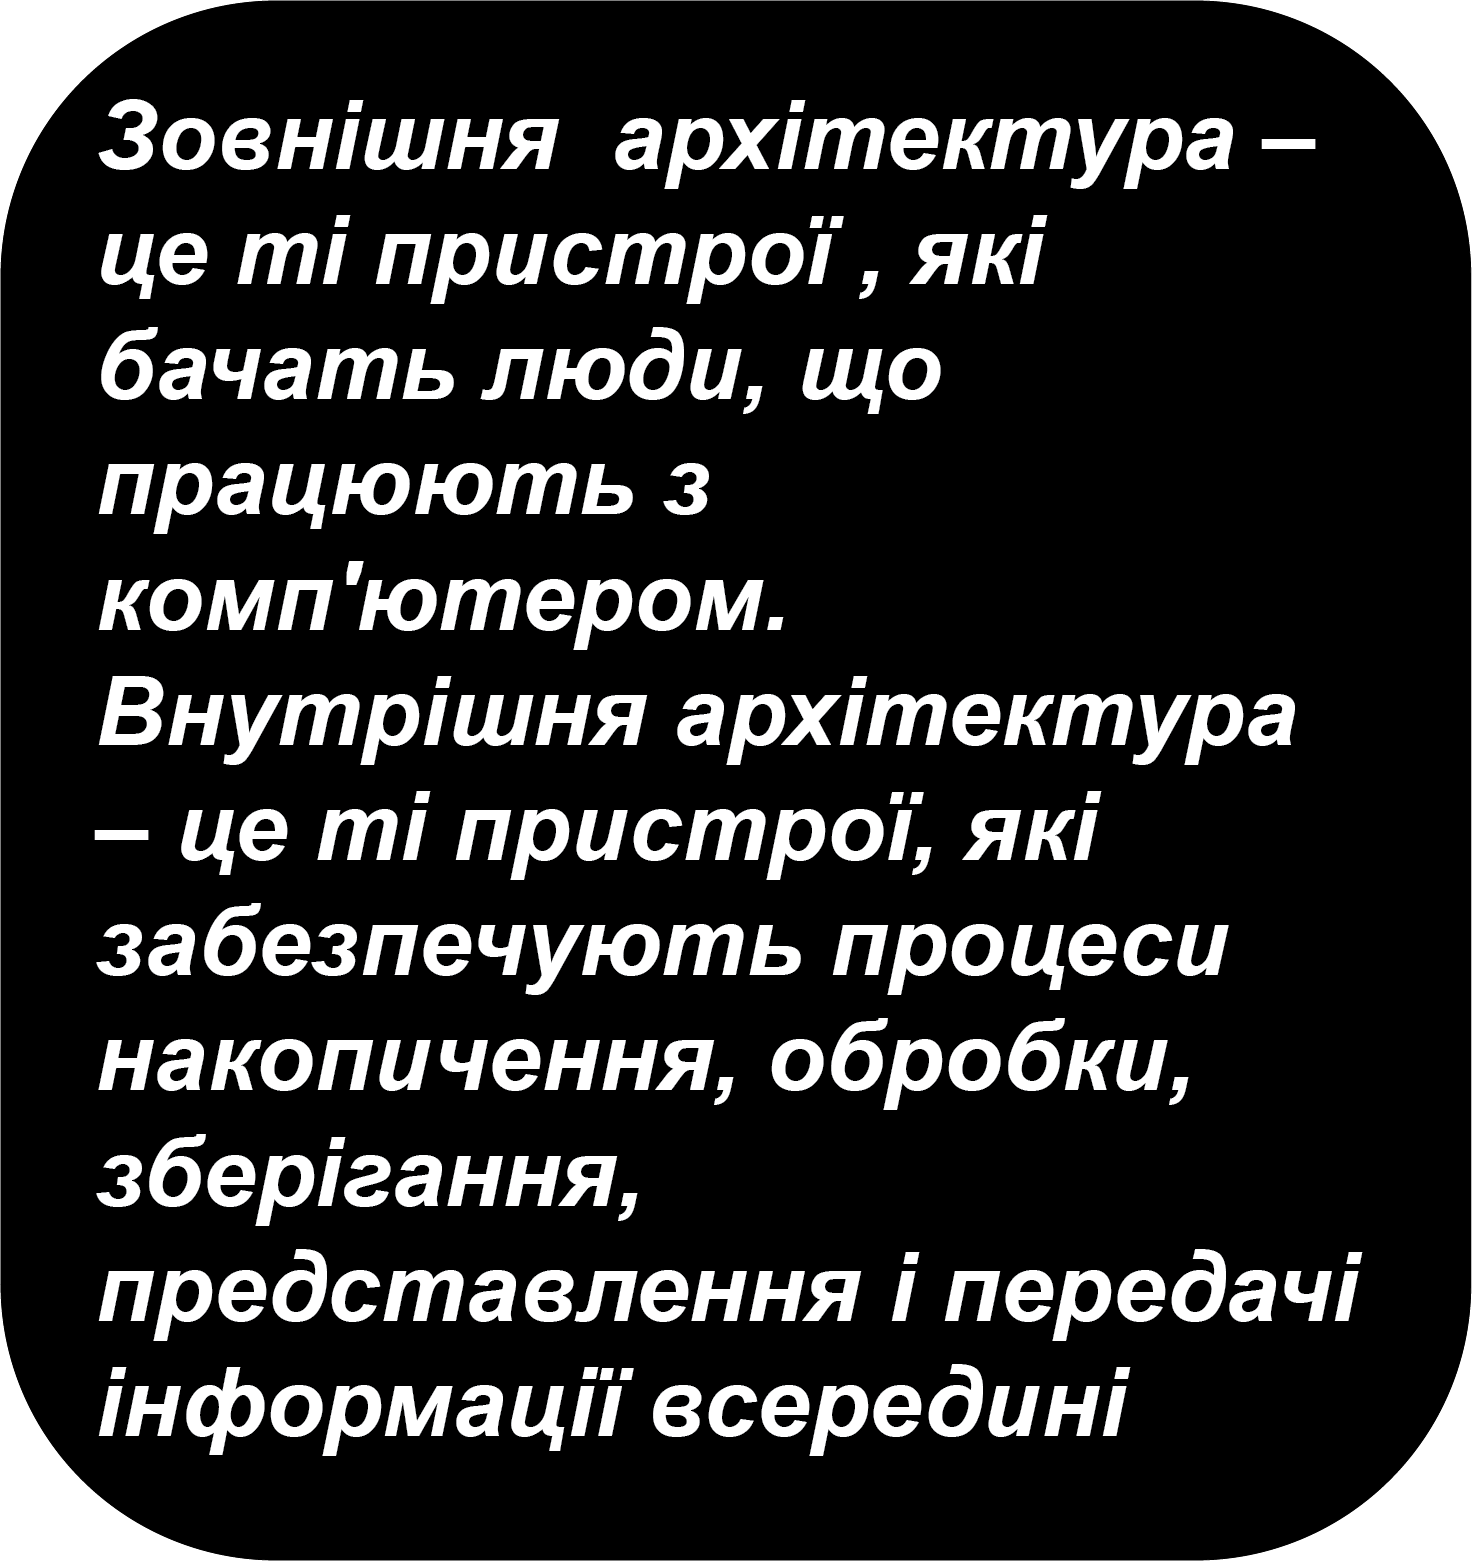 Зовнішня  архітектура –
це ті пристрої , які
бачать люди, що
працюють з
комп'ютером.
Внутрішня архітектура
– це ті пристрої, які
забезпечують процеси
накопичення, обробки,
зберігання,
представлення і передачі
інформації всередині